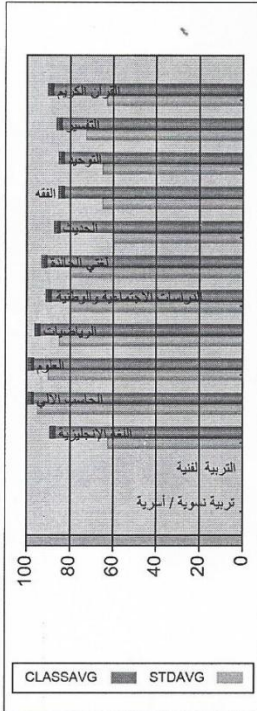 القرآن الكريم
التفسير
التوحيد
الفقه
الحديث
لغتي الخالدة
الدراسات الاجتماعية والوطنية
الرياضيات
العلوم
الحاسب الآلي
اللغة الإنجليزية
التربية الفنية
تربية نسوية / أسرية
100
80
60
40
20
0
CLASSAVG STDAVG